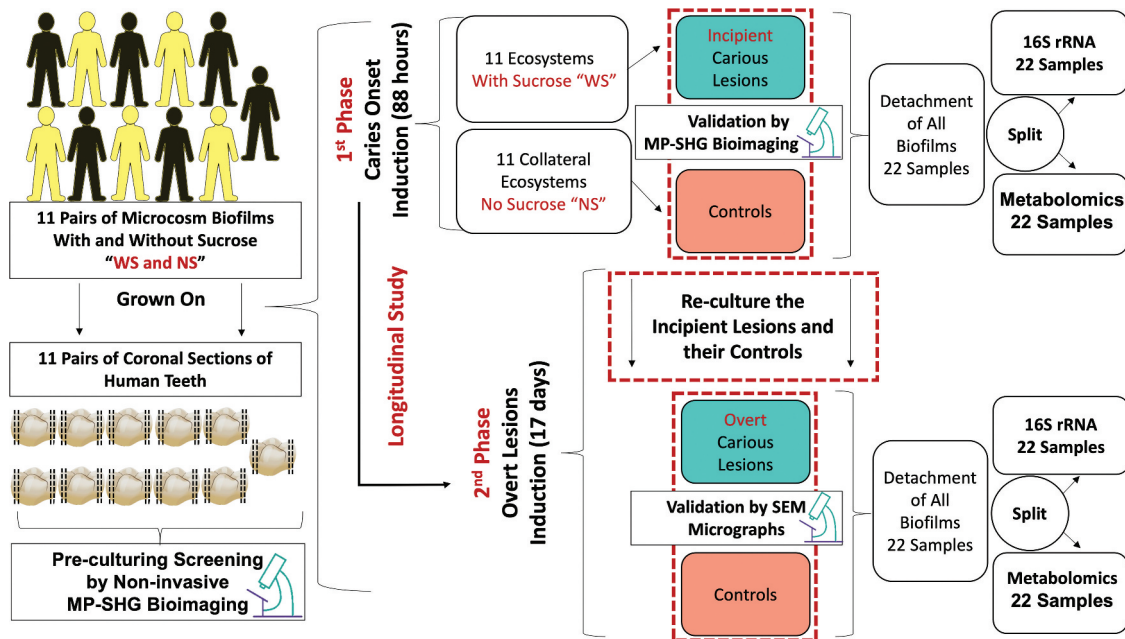 11 Pairs of Microcosm Biofilms
With and Without Sucrose
“WS and NS”
Grown On
11 Pairs of Coronal Sections of
Human Teeth
Pre-culturing Screening
by Non-invasive
MP-SHG Bioimaging
1st Phase
Caries Onset
Induction (88 hours)
11 Ecosystems
With Sucrose “WS”
11 Collateral
Ecosystems
No Sucrose “NS”
Incipient
Carious
Lesions
Validation by
MP-SHG Bioimaging
Controls
Detachment
of All
Biofilms
22 Samples
16S rRNA
22 Samples
Split
Metabolomics
22 Samples
Longitudinal Study
Re-culture the
Incipient Lesions and
their Controls
2nd Phase
Overt Lesions
Induction (17 days)
Overt
Carious
Lesions
Validation by SEM
Micrographs
Controls
Detachment
of All
Biofilms
22 Samples
16S rRNA
22 Samples
Split
Metabolomics
22 Samples